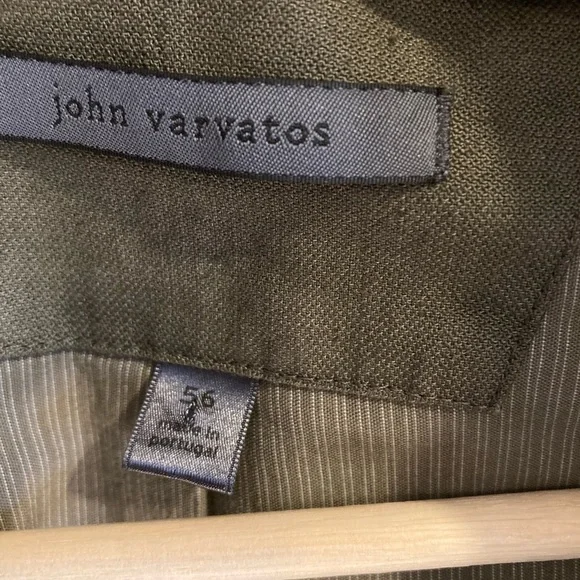 john varvatos
56
made in
portugal